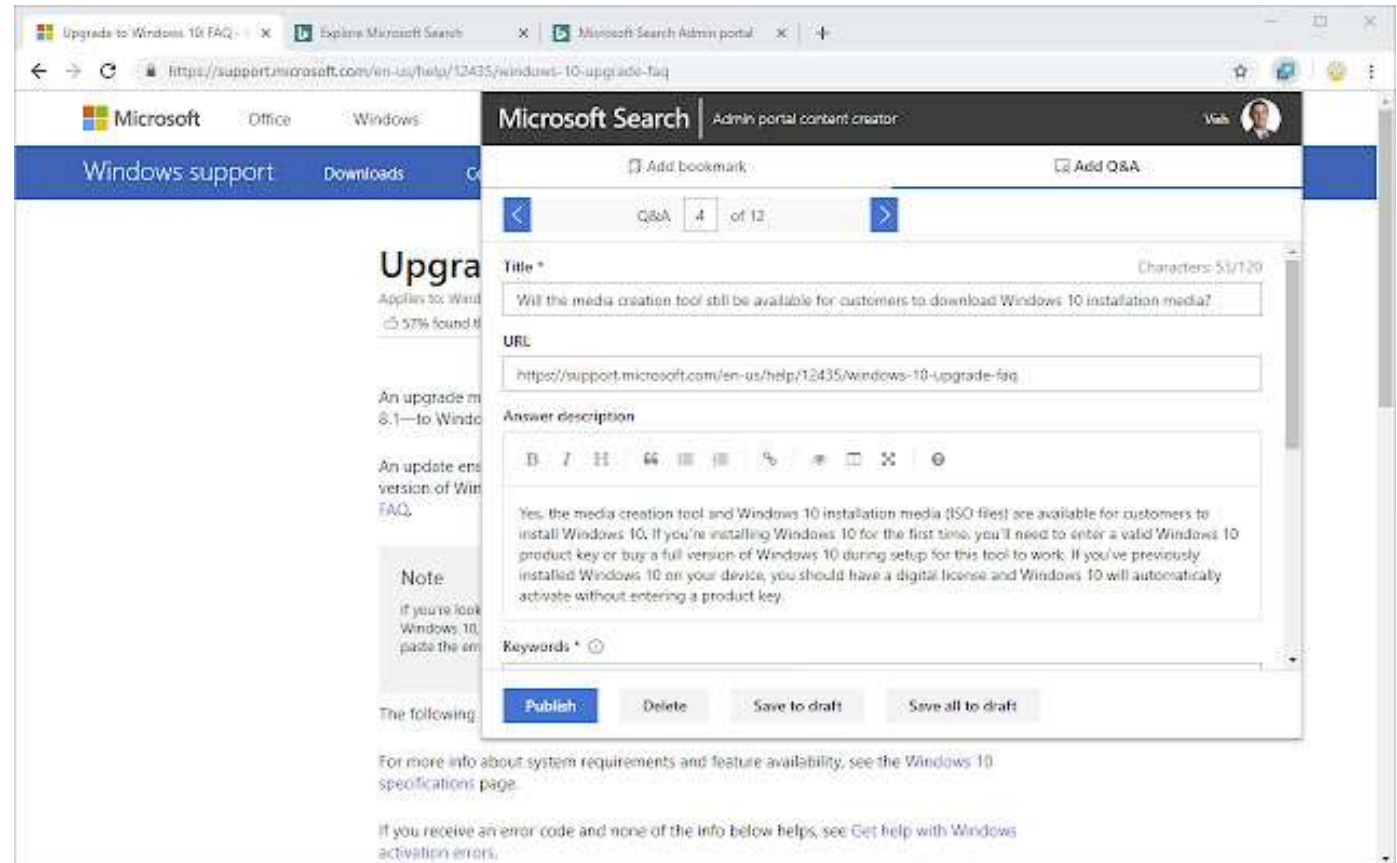 Upgrade to Windows 10: FAQ -
Explore Microsoft Search
Microsoft Search Admin portal
https://support.microsoft.com/en-us/help/12435/windows-10-upgrade-faq
Microsoft Office Windows
Microsoft Search Admin portal content creator
Windows support Downloads
Add bookmark Add Q&A
Q&A 4 of 12
Upgra
Title * Characters: 53/120
Applies to: Wind
Will the media creation tool still be available for customers to download Windows 10 installation media?
57% found t
URL
https://support.microsoft.com/en-us/help/12435/windows-10-upgrade-faq
An upgrade m
8.1—to Windo
Answer description
B I H
An update ens
version of Win
FAQ.
Yes, the media creation tool and Windows 10 installation media (ISO files) are available for customers to
install Windows 10. If you're installing Windows 10 for the first time, you'll need to enter a valid Windows 10
product key or buy a full version of Windows 10 during setup for this tool to work. If you've previously
installed Windows 10 on your device, you should have a digital license and Windows 10 will automatically
activate without entering a product key.
Note
If you're look
Windows 10,
paste the err
Keywords *
Publish Delete Save to draft Save all to draft
The following
For more info about system requirements and feature availability, see the Windows 10
specifications page.
If you receive an error code and none of the info below helps, see Get help with Windows
activation errors.